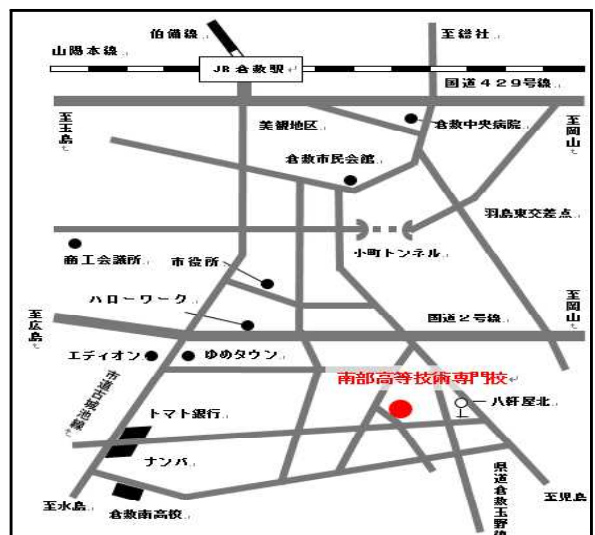 伯備線
至総社
山陽本線
JR倉敷駅
国道429号線
至玉島
美観地区
倉敷中央病院
至岡山
倉敷市民会館
羽島東交差点
商工会議所
市役所
小町トンネル
ハローワーク
至広島
国道2号線
至岡山
エディオン
ゆめタウン
南部高等技術専門校
市道古城池線
トマト銀行
八軒屋北
ナンバ
県道倉敷玉野線
至水島
倉敷南高校
至児島